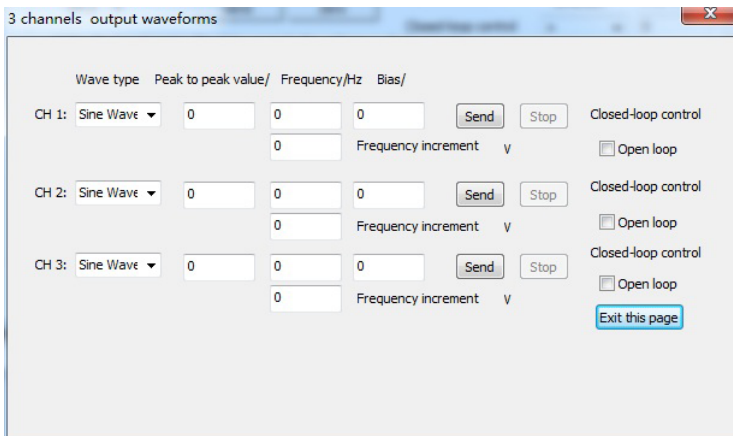 3 channels output waveforms
Wave type Peak to peak value/ Frequency/Hz Bias/
CH 1: Sine Wave 0 0 0 Send Stop Closed-loop control
0 Frequency increment V Open loop
CH 2: Sine Wave 0 0 0 Send Stop Closed-loop control
0 Frequency increment V Open loop
CH 3: Sine Wave 0 0 0 Send Stop Closed-loop control
0 Frequency increment V Open loop
Exit this page